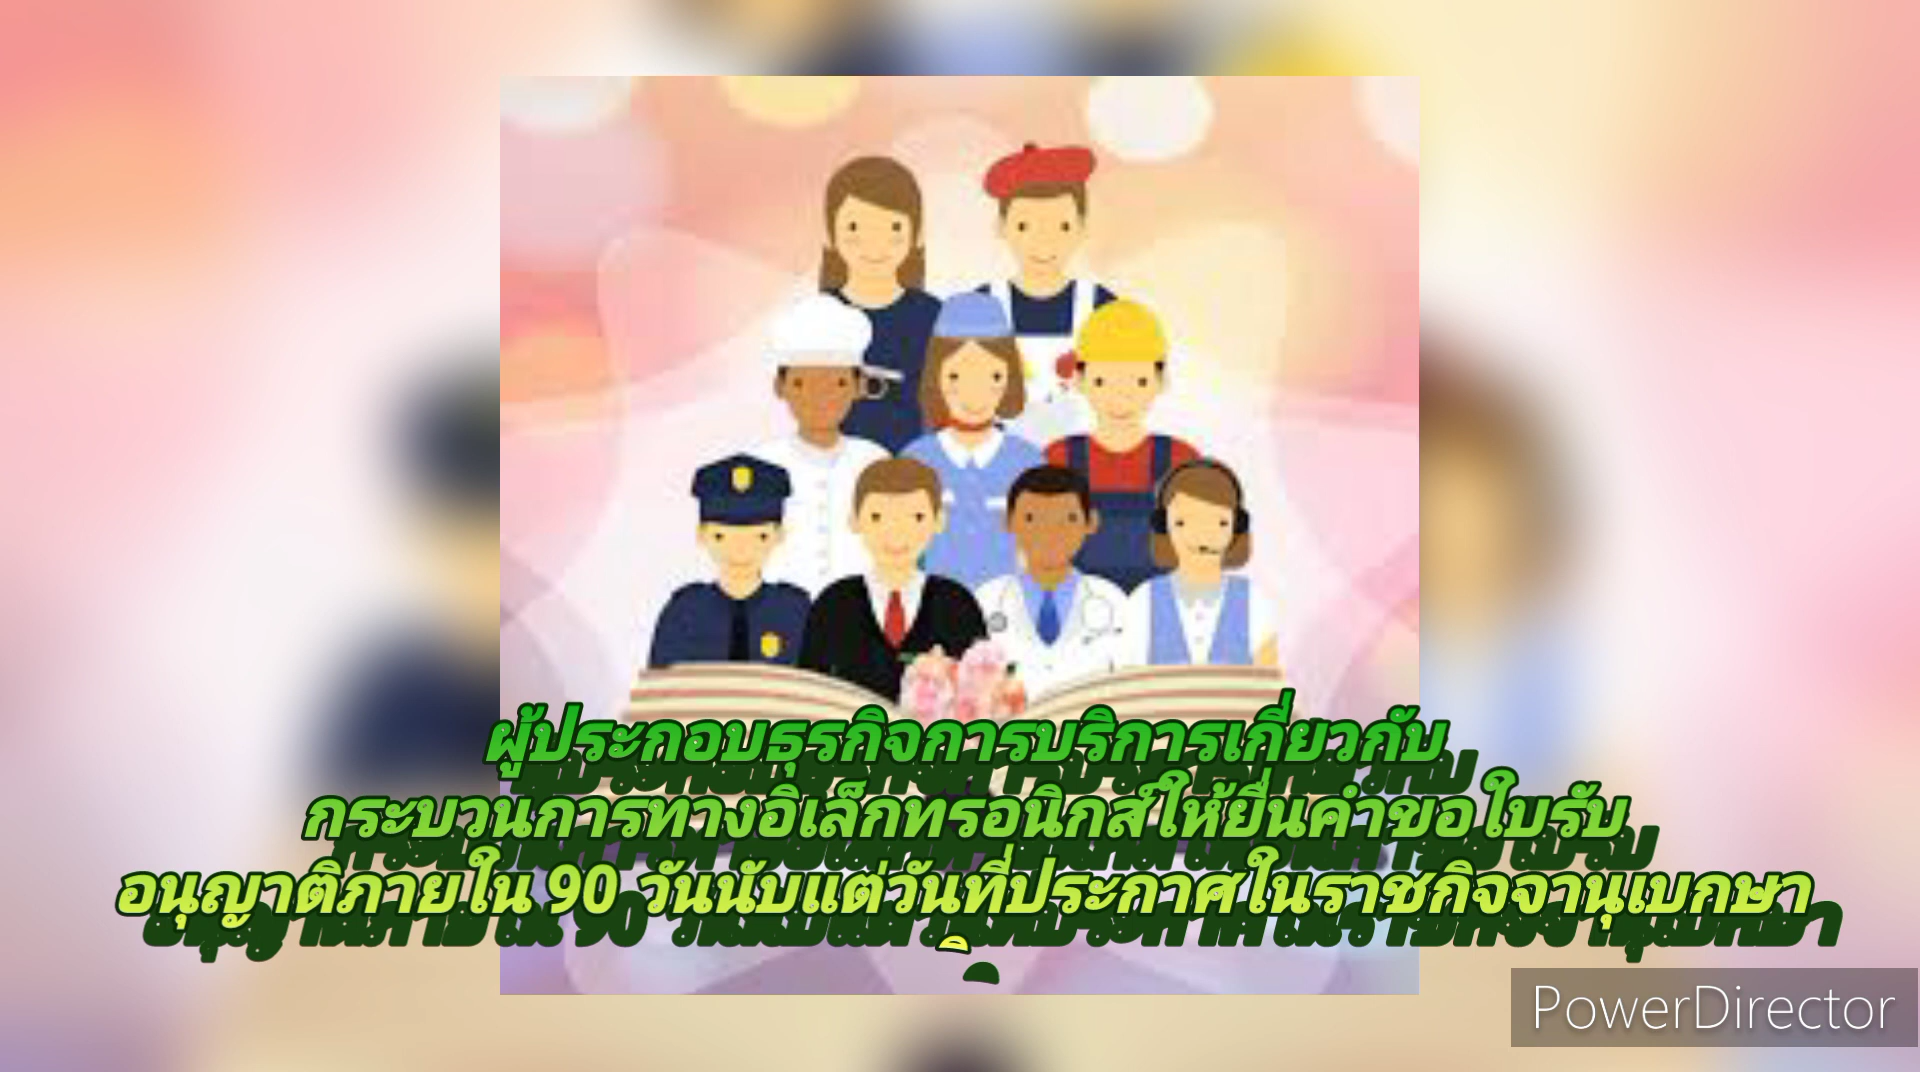 ผู้ประกอบธุรกิจการบริการเกี่ยวกับ
กระบวนการทางอิเล็กทรอนิกส์ให้ยื่นคำขอใบรับ
อนุญาติภายใน 90 วันนับแต่วันที่ประกาศในราชกิจจานุเบกษา
PowerDirector